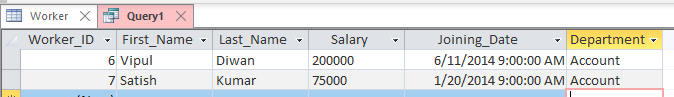 Worker Query1
Worker_ID First_Name Last_Name Salary Joining_Date Department
6 Vipul Diwan 200000 6/11/2014 9:00:00 AM Account
7 Satish Kumar 75000 1/20/2014 9:00:00 AM Account